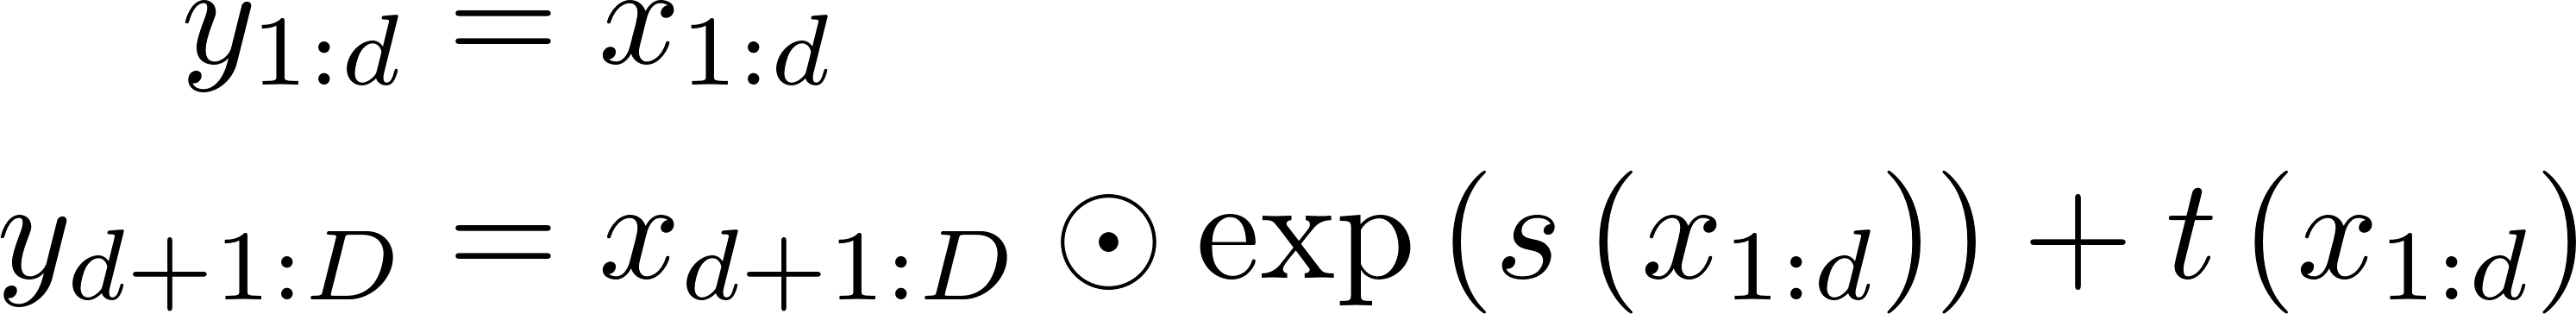 y_{1:d} = x_{1:d}
y_{d+1:D} = x_{d+1:D} ⊙ exp (s (x_{1:d})) + t (x_{1:d})